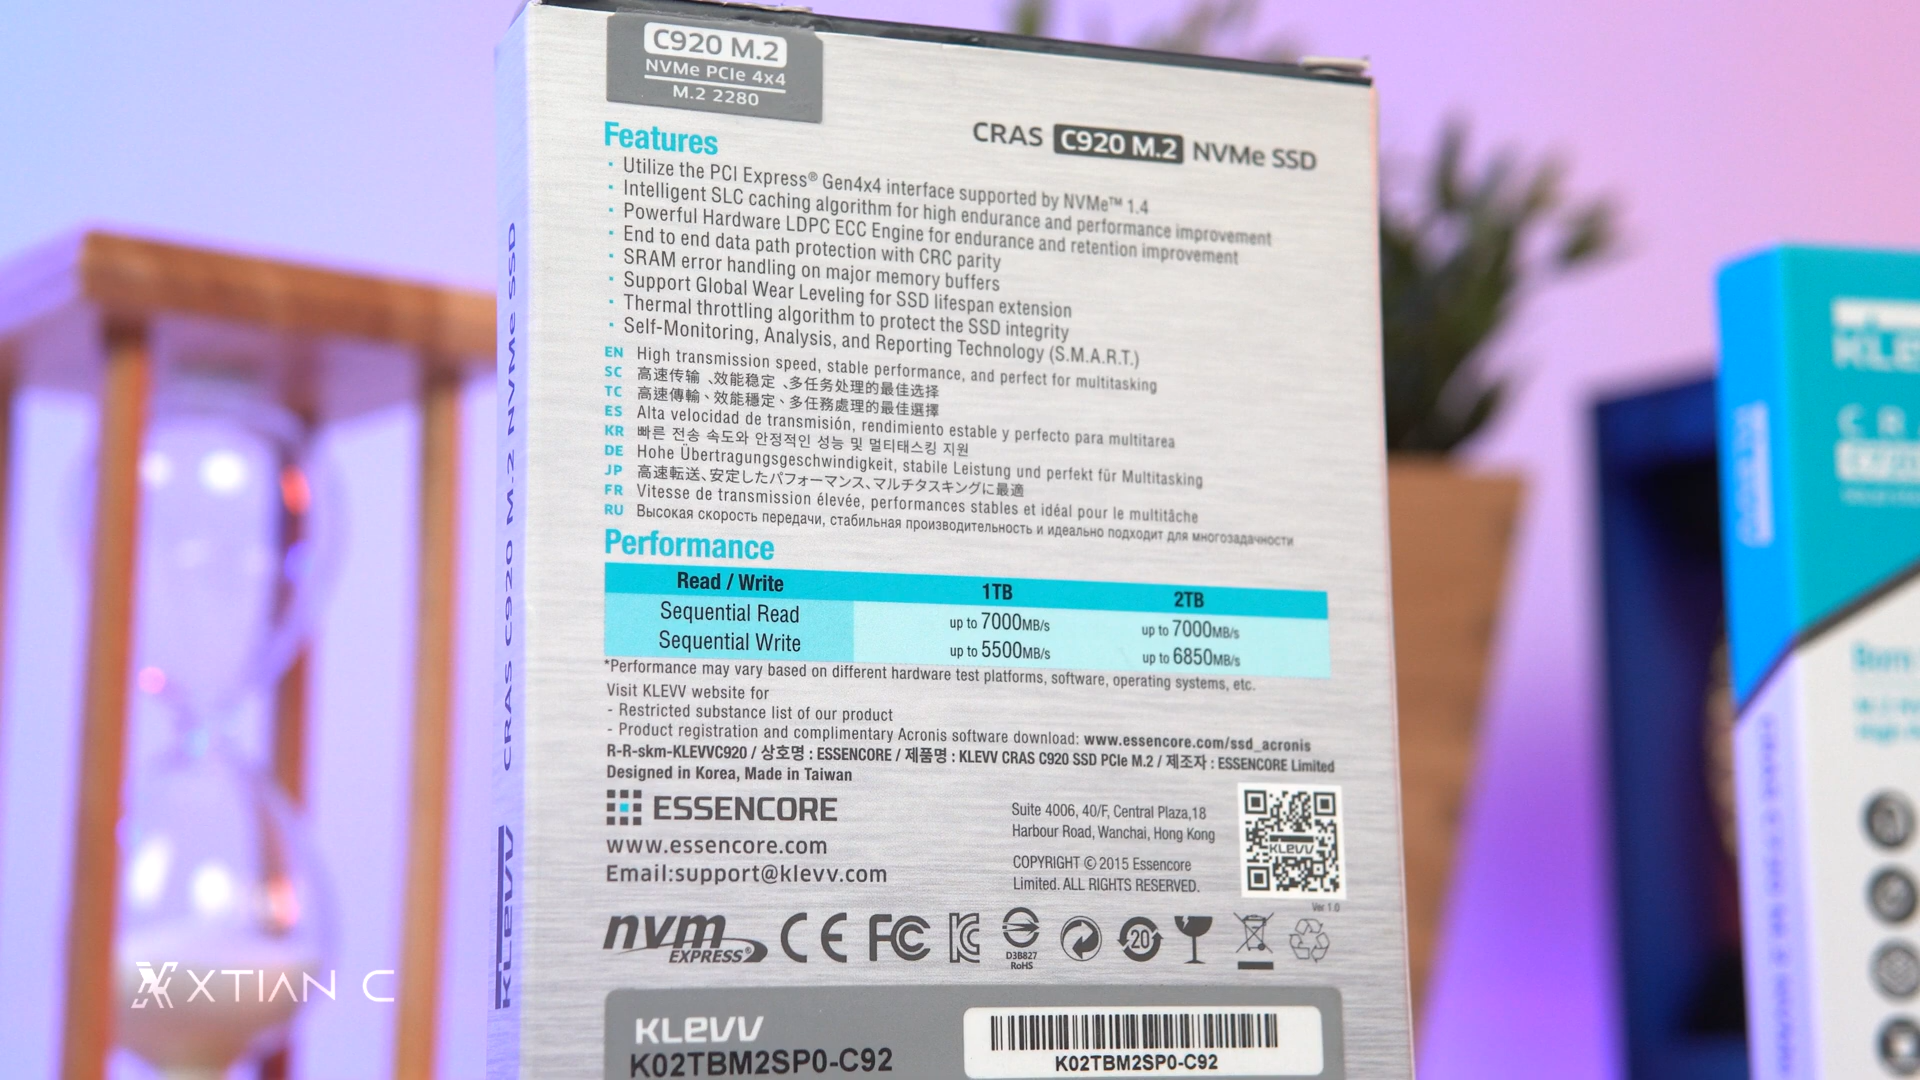 C920 M.2
NVMe PCIe 4x4
M.2 2280
CRAS C920 M.2 NVMe SSD
Features
· Utilize the PCI Express® Gen4x4 interface supported by NVMe™ 1.4
· Intelligent SLC caching algorithm for high endurance and performance improvement
· Powerful Hardware LDPC ECC Engine for endurance and retention improvement
· End to end data path protection with CRC parity
· SRAM error handling on major memory buffers
· Support Global Wear Leveling for SSD lifespan extension
· Thermal throttling algorithm to protect the SSD integrity
· Self-Monitoring, Analysis, and Reporting Technology (S.M.A.R.T.)
EN High transmission speed, stable performance, and perfect for multitasking
SC 高速传输、效能稳定、多任务处理的最佳选择
TC 高速傳輸、效能穩定、多任務處理的最佳選擇
ES Alta velocidad de transmisión, rendimiento estable y perfecto para multitarea
KR 빠른 전송 속도와 안정적인 성능 및 멀티태스킹 지원
DE Hohe Übertragungsgeschwindigkeit, stabile Leistung und perfekt für Multitasking
JP 高速転送、安定したパフォーマンス、マルチタスキングに最適
FR Vitesse de transmission élevée, performances stables et idéal pour le multitâche
RU Высокая скорость передачи, стабильная производительность и идеально подходит для многозадачности
Performance
Read / Write 1TB 2TB
Sequential Read up to 7000MB/s up to 7000MB/s
Sequential Write up to 5500MB/s up to 6850MB/s
*Performance may vary based on different hardware test platforms, software, operating systems, etc.
Visit KLEVV website for
- Restricted substance list of our product
- Product registration and complimentary Acronis software download: www.essencore.com/ssd_acronis
R-R-skm-KLEVVC920 / 상호명 : ESSENCORE / 제품명 : KLEVV CRAS C920 SSD PCIe M.2 / 제조자 : ESSENCORE Limited
Designed in Korea, Made in Taiwan
ESSENCORE
www.essencore.com
Email:support@klevv.com
Suite 4006, 40/F, Central Plaza,18
Harbour Road, Wanchai, Hong Kong
COPYRIGHT © 2015 Essencore
Limited. ALL RIGHTS RESERVED.
KLEVV
Ver 1.0
nvm EXPRESS® CE FC KC
D3B827
RoHS
20
KLEVV
K02TBM2SP0-C92
K02TBM2SP0-C92
KLEVV CRAS C920 M.2 NVMe SSD
XTIAN C